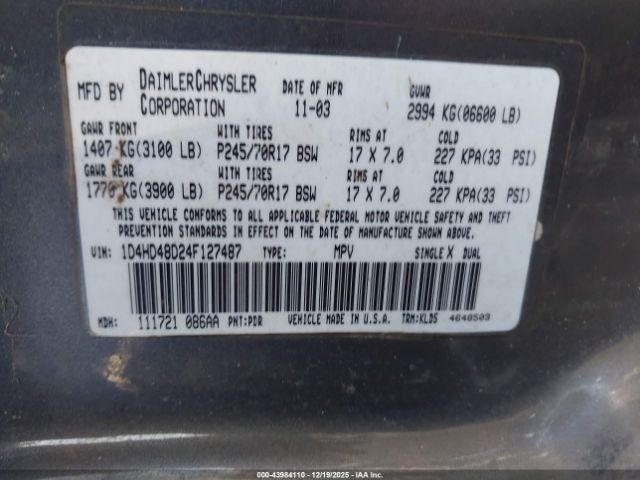 MFD BY DAIMLERCHRYSLER CORPORATION DATE OF MFR 11-03 GVWR 2994 KG(06600 LB)
GAWR FRONT WITH TIRES RIMS AT COLD
1407 KG(3100 LB) P245/70R17 BSW 17 X 7.0 227 KPA(33 PSI)
GAWR REAR WITH TIRES RIMS AT COLD
1770 KG(3900 LB) P245/70R17 BSW 17 X 7.0 227 KPA(33 PSI)
THIS VEHICLE CONFORMS TO ALL APPLICABLE FEDERAL MOTOR VEHICLE SAFETY AND THEFT
PREVENTION STANDARDS IN EFFECT ON THE DATE OF MANUFACTURE SHOWN ABOVE.
VIN: 1D4HD48D24F127487 TYPE: MPV SINGLE X DUAL
MDH: 111721 086AA PNT:PDR VEHICLE MADE IN U.S.A. TRM:KLD5 4648503
000-43984110 - 12/19/2025 - IAA Inc.